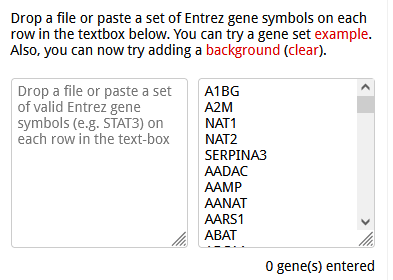 Drop a file or paste a set of Entrez gene symbols on each
row in the textbox below. You can try a gene set example.
Also, you can now try adding a background (clear).
Drop a file or paste a set
of valid Entrez gene
symbols (e.g. STAT3) on
each row in the text-box
A1BG
A2M
NAT1
NAT2
SERPINA3
AADAC
AAMP
AANAT
AARS1
ABAT
0 gene(s) entered